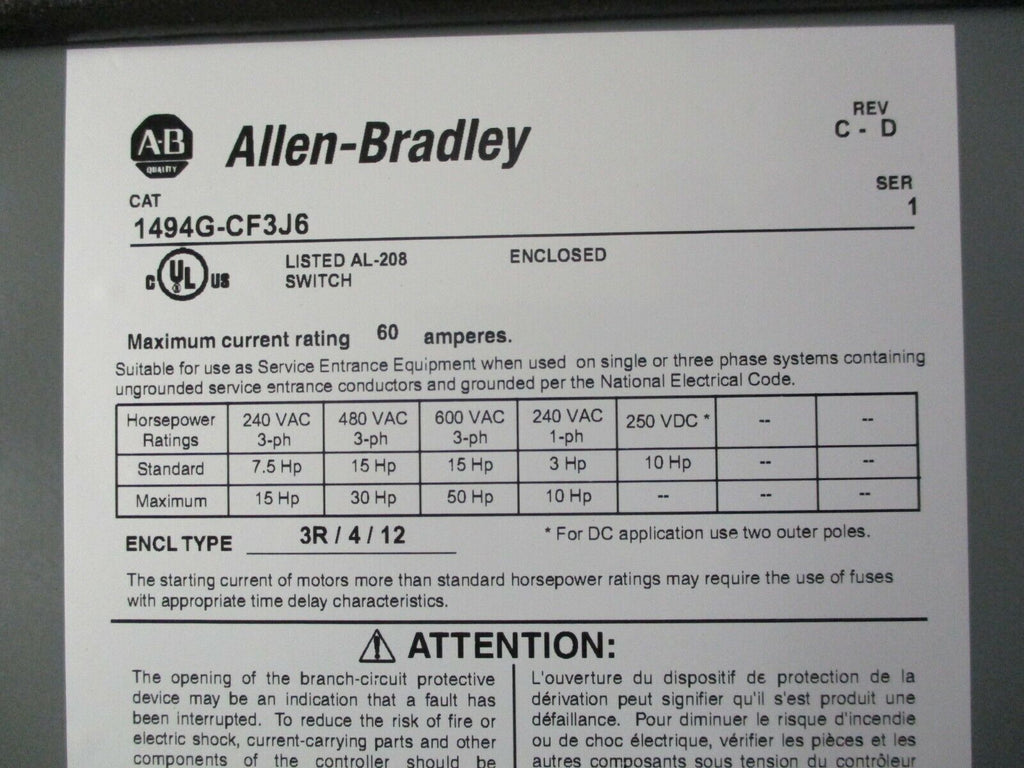 A-B
QUALITY
Allen-Bradley
REV
C - D
CAT
1494G-CF3J6
SER
1
C UL US
LISTED AL-208
SWITCH
ENCLOSED
Maximum current rating 60 amperes.
Suitable for use as Service Entrance Equipment when used on single or three phase systems containing
ungrounded service entrance conductors and grounded per the National Electrical Code.
Horsepower Ratings 240 VAC 3-ph 480 VAC 3-ph 600 VAC 3-ph 240 VAC 1-ph 250 VDC * -- --
Standard 7.5 Hp 15 Hp 15 Hp 3 Hp 10 Hp -- --
Maximum 15 Hp 30 Hp 50 Hp 10 Hp -- -- --
ENCL TYPE 3R / 4 / 12
* For DC application use two outer poles.
The starting current of motors more than standard horsepower ratings may require the use of fuses
with appropriate time delay characteristics.
ATTENTION:
The opening of the branch-circuit protective
device may be an indication that a fault has
been interrupted. To reduce the risk of fire or
electric shock, current-carrying parts and other
components of the controller should be
L'ouverture du dispositif de protection de la
dérivation peut signifier qu'il s'est produit une
défaillance. Pour diminuer le risque d'incendie
ou de choc électrique, vérifier les pièces et les
autres composants sous tension du contrôleur